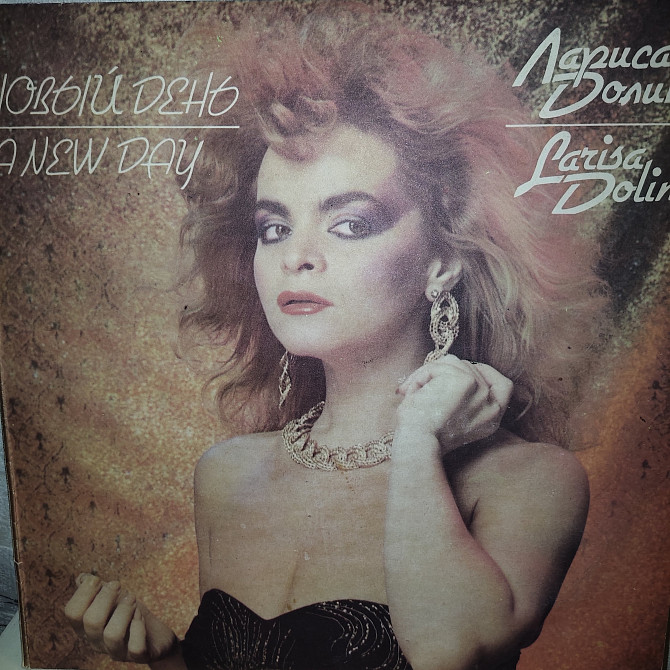 НОВЫЙ ДЕНЬ
A NEW DAY
Лариса
Долин
Larisa
Dolin